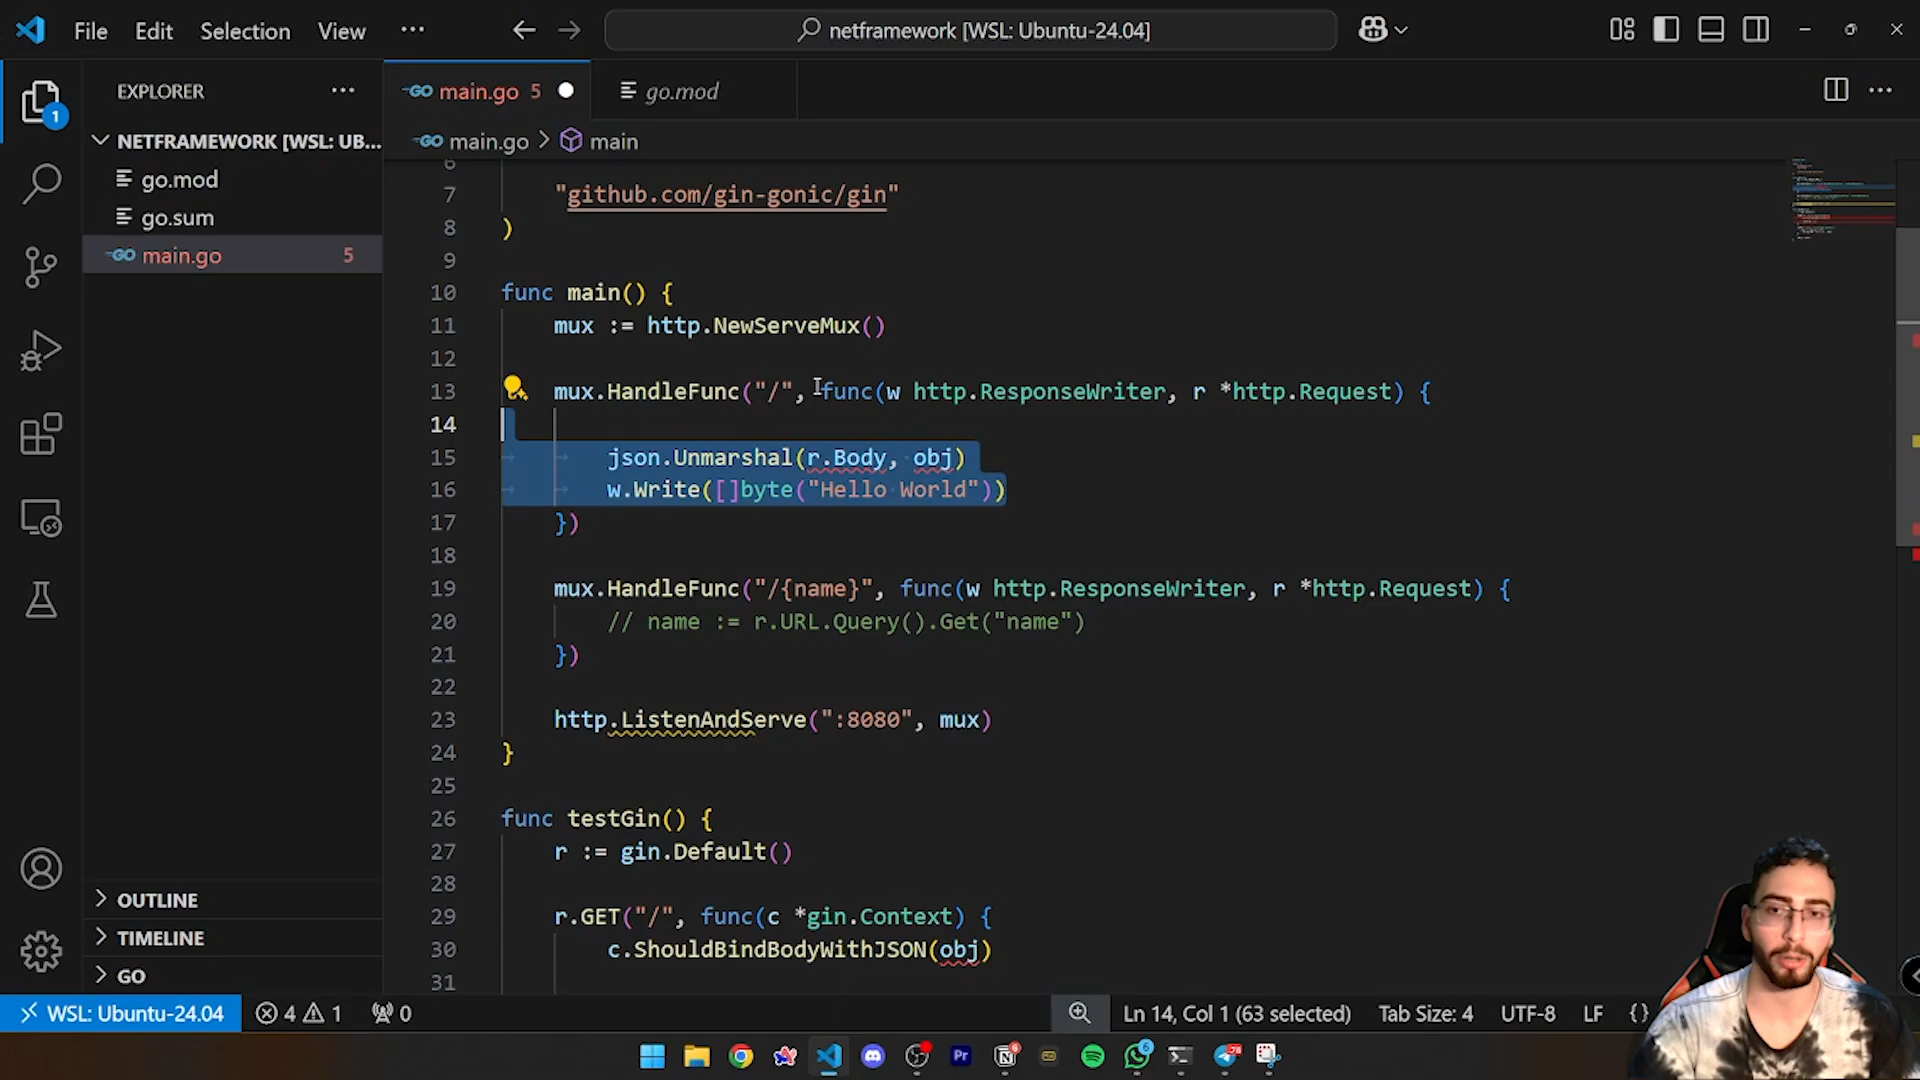 File Edit Selection View ···
netframework [WSL: Ubuntu-24.04]
EXPLORER ···
main.go 5
go.mod
main.go > main
NETFRAMEWORK [WSL: UB...
go.mod
go.sum
main.go 5
1
6
7 "github.com/gin-gonic/gin"
8 )
9
10 func main() {
11 mux := http.NewServeMux()
12
13 mux.HandleFunc("/", func(w http.ResponseWriter, r *http.Request) {
14
15 json.Unmarshal(r.Body, obj)
16 w.Write([]byte("Hello World"))
17 })
18
19 mux.HandleFunc("/{name}", func(w http.ResponseWriter, r *http.Request) {
20 // name := r.URL.Query().Get("name")
21 })
22
23 http.ListenAndServe(":8080", mux)
24 }
25
26 func testGin() {
27 r := gin.Default()
28
29 r.GET("/", func(c *gin.Context) {
30 c.ShouldBindBodyWithJSON(obj)
31
OUTLINE
TIMELINE
GO
WSL: Ubuntu-24.04 4 1 0 Ln 14, Col 1 (63 selected) Tab Size: 4 UTF-8 LF {}
Pr
6
6